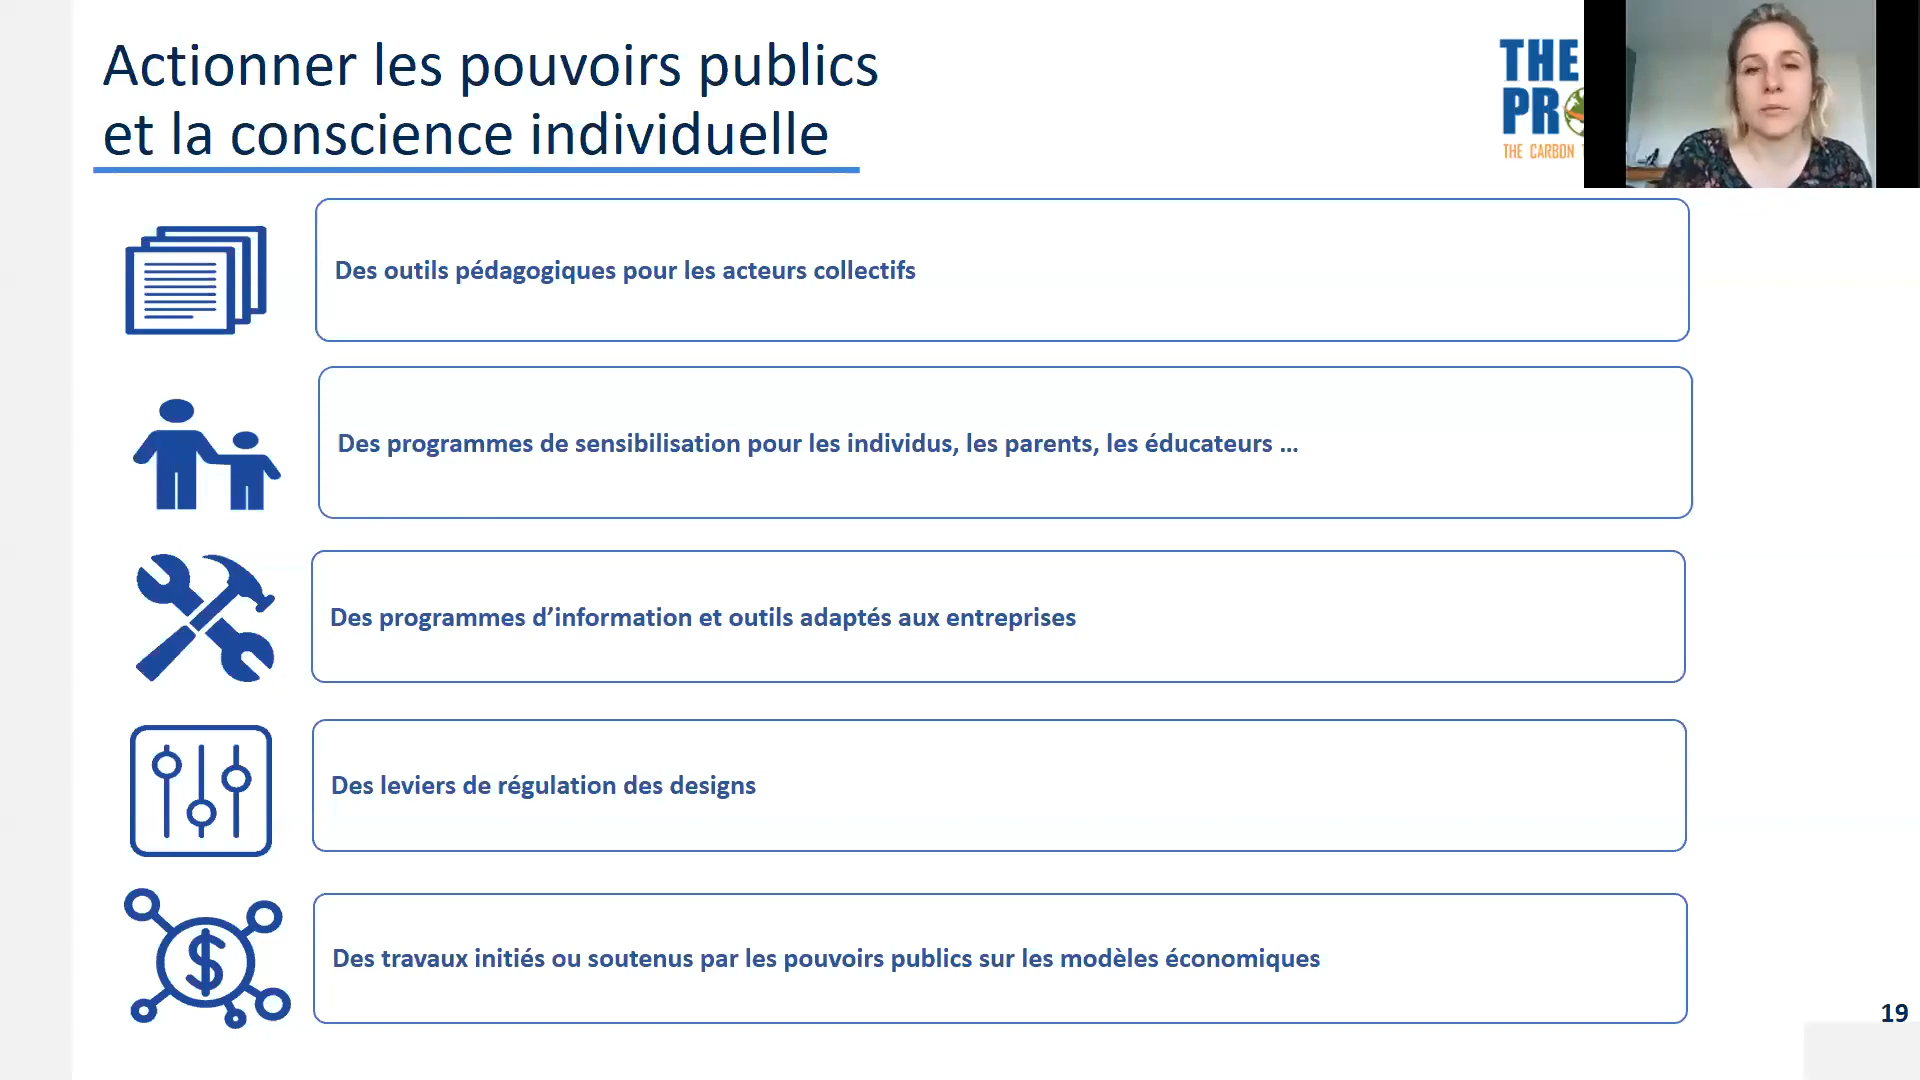 Actionner les pouvoirs publics
et la conscience individuelle
THE
PRO
THE CARBON
Des outils pédagogiques pour les acteurs collectifs
Des programmes de sensibilisation pour les individus, les parents, les éducateurs ...
Des programmes d’information et outils adaptés aux entreprises
Des leviers de régulation des designs
$
Des travaux initiés ou soutenus par les pouvoirs publics sur les modèles économiques
19